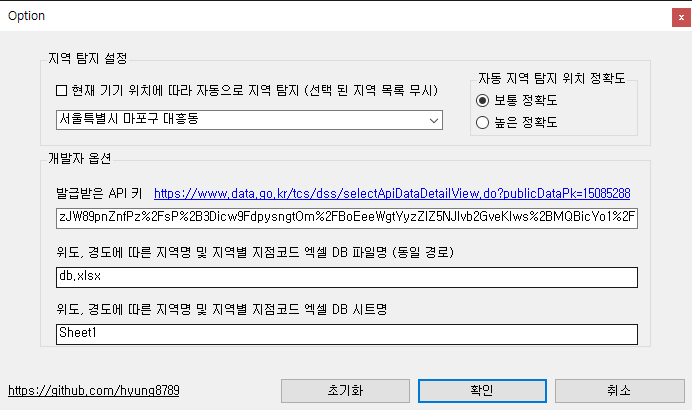 Option
지역 탐지 설정
현재 기기 위치에 따라 자동으로 지역 탐지 (선택 된 지역 목록 무시)
서울특별시 마포구 대흥동
자동 지역 탐지 위치 정확도
보통 정확도
높은 정확도
개발자 옵션
발급받은 API 키 https://www.data.go.kr/tcs/dss/selectApiDataDetailView.do?publicDataPk=15085288
zJW89pnZnfPz%2FsP%2B3Dicw9FdpysngtOm%2FBoEeeWgtYyzZlZ5NJlvb2GveKlws%2BMQBicYo1%2F
위도, 경도에 따른 지역명 및 지역별 지점코드 엑셀 DB 파일명 (동일 경로)
db.xlsx
위도, 경도에 따른 지역명 및 지역별 지점코드 엑셀 DB 시트명
Sheet1
https://github.com/hyung8789
초기화
확인
취소